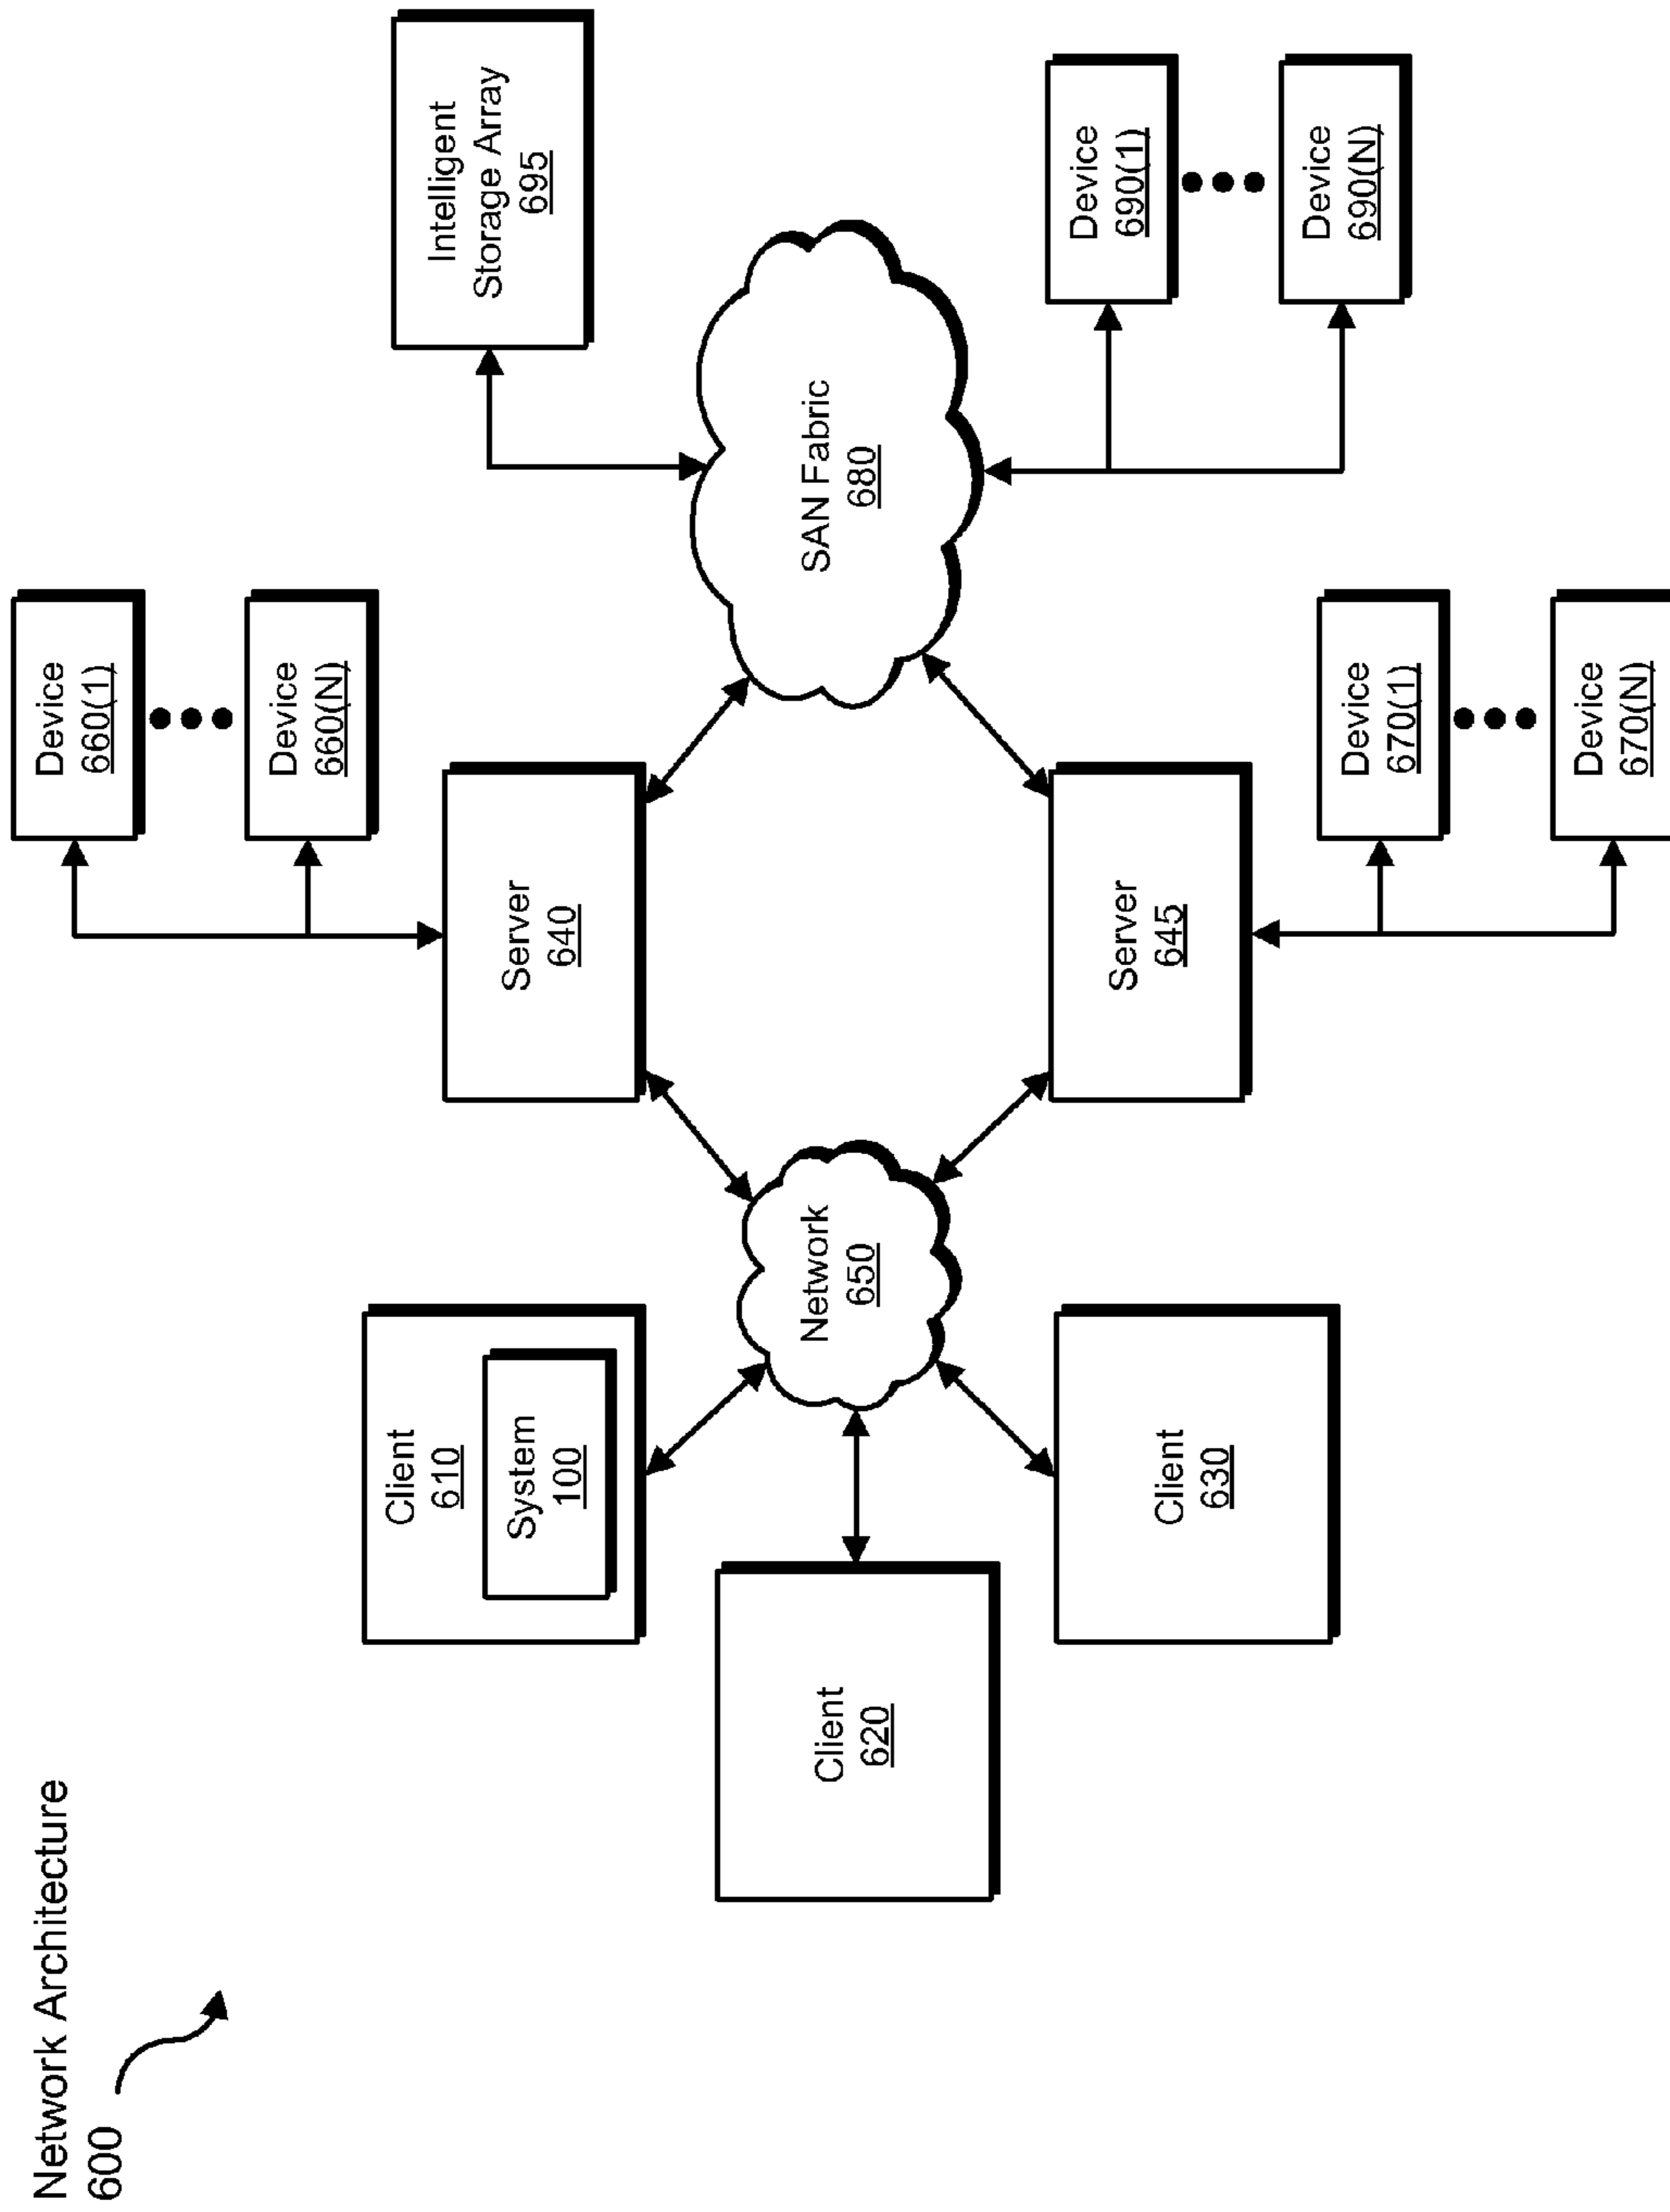 Network Architecture
600
Client
610
System
100
Client
620
Client
630
Network
650
Server
640
Server
645
Device
660(1)
Device
660(N)
Device
670(1)
Device
670(N)
SAN Fabric
680
Intelligent
Storage Array
695
Device
690(1)
Device
690(N)